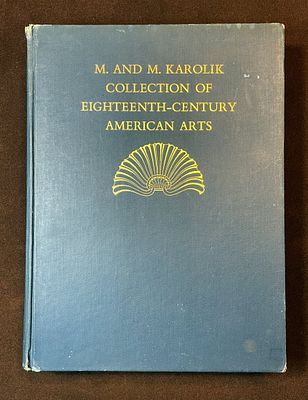 M. AND M. KAROLIK
COLLECTION OF
EIGHTEENTH-CENTURY
AMERICAN ARTS